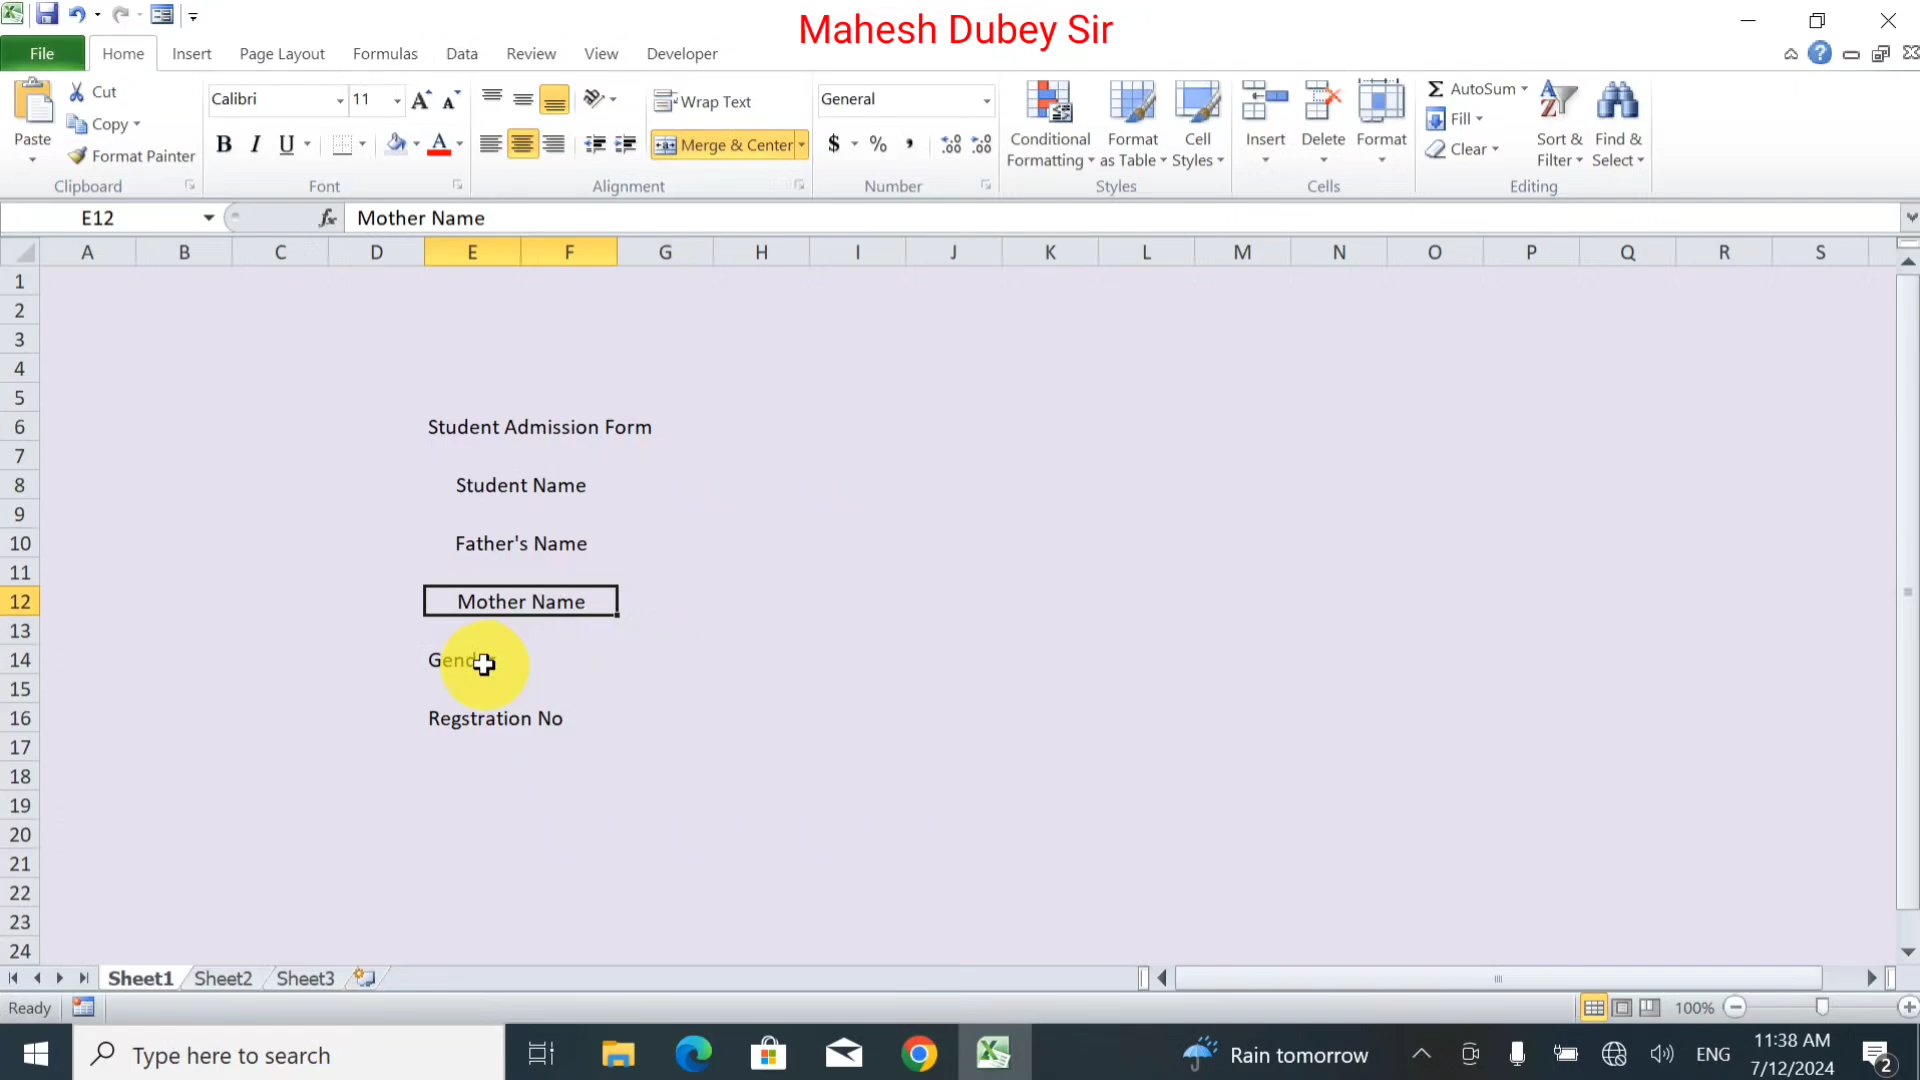 Mahesh Dubey Sir
File Home Insert Page Layout Formulas Data Review View Developer
Paste
Cut
Copy
Format Painter
Clipboard
Calibri 11
B I U
Font
Wrap Text
Merge & Center
Alignment
General
$ % ,
Number
Conditional Formatting
Format as Table
Cell Styles
Styles
Insert
Delete
Format
Cells
AutoSum
Fill
Clear
Sort & Filter
Find & Select
Editing
E12 fx Mother Name
A B C D E F G H I J K L M N O P Q R S
1
2
3
4
5
6 Student Admission Form
7
8 Student Name
9
10 Father's Name
11
12 Mother Name
13
14 Gender
15
16 Regstration No
17
18
19
20
21
22
23
24
Sheet1 Sheet2 Sheet3
Ready 100%
Type here to search
Rain tomorrow
ENG
11:38 AM
7/12/2024
2